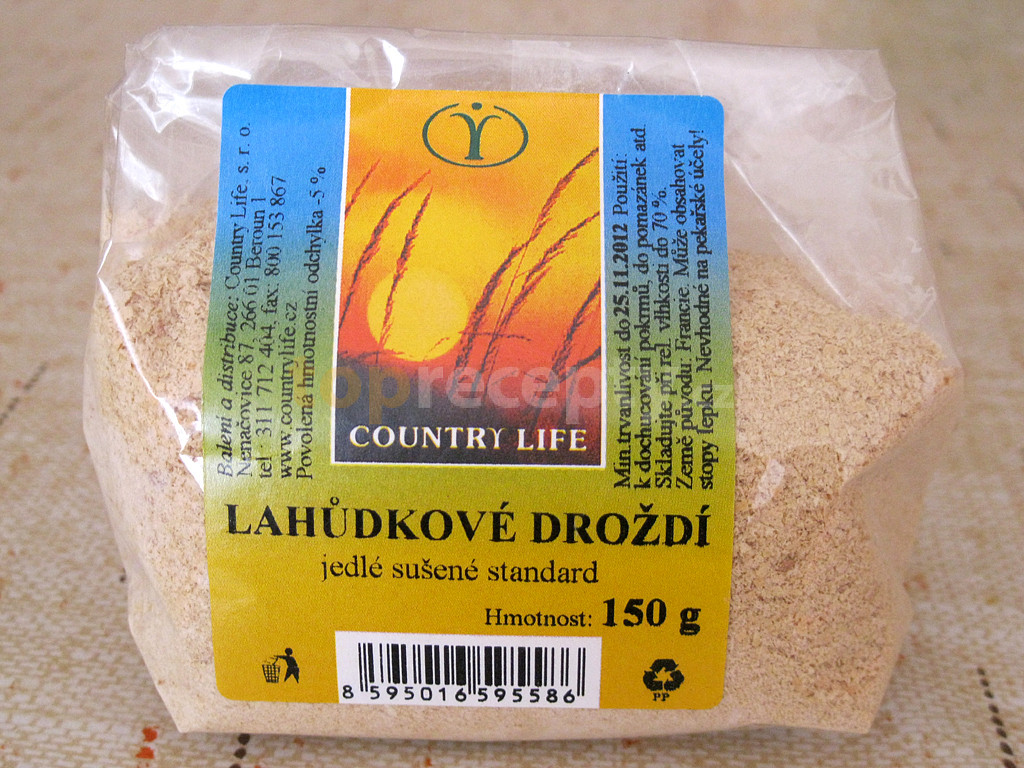 Balení a distribuce: Country Life, s. r. o.
Nenačovice 87, 266 01 Beroun 1
tel. 311 712 404, fax: 800 153 867
www.countrylife.cz
Povolená hmotnostní odchylka -5 %
COUNTRY LIFE
Min.trvanlivost do 25.11.2012 Použití:
k dochucování pokrmů, do pomazánek atd.
Skladujte při rel. vlhkosti do 70 %.
Země původu: Francie. Může obsahovat
stopy lepku. Nevhodné na pekařské účely!
LAHŮDKOVÉ DROŽDÍ
jedlé sušené standard
Hmotnost: 150 g
8 595016 595586
PP
toprecepty.cz